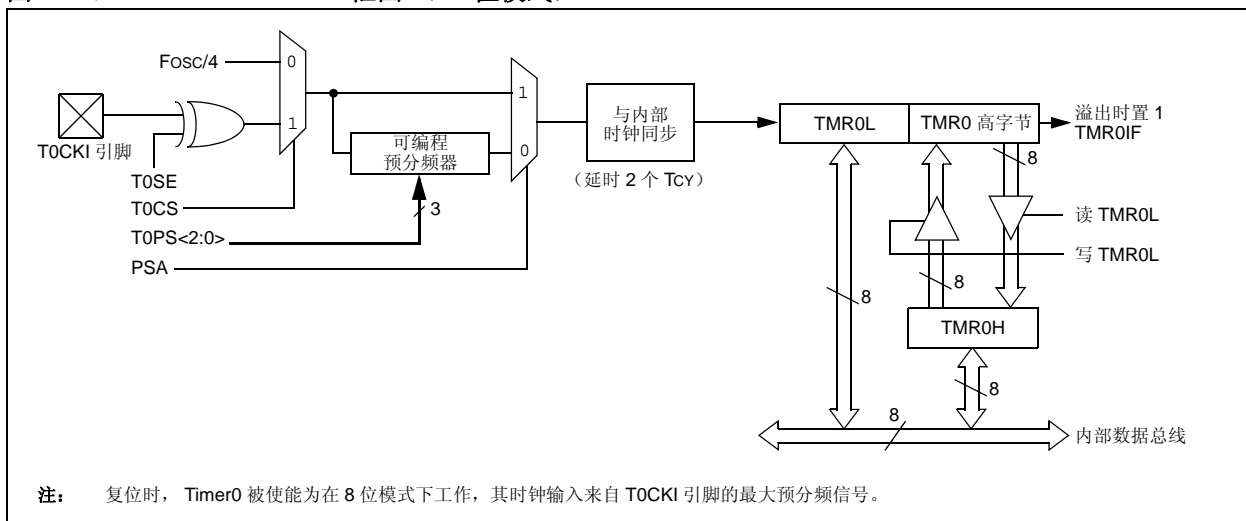 Fosc/4
0
1
T0CKI 引脚
T0SE
T0CS
T0PS<2:0>
PSA
可编程
预分频器
3
1
0
与内部
时钟同步
（延时 2 个 TCY）
TMR0L
TMR0 高字节
溢出时置 1
TMR0IF
8
读 TMR0L
写 TMR0L
8
8
TMR0H
8
8
内部数据总线
注： 复位时， Timer0 被使能为在 8 位模式下工作，其时钟输入来自 T0CKI 引脚的最大预分频信号。